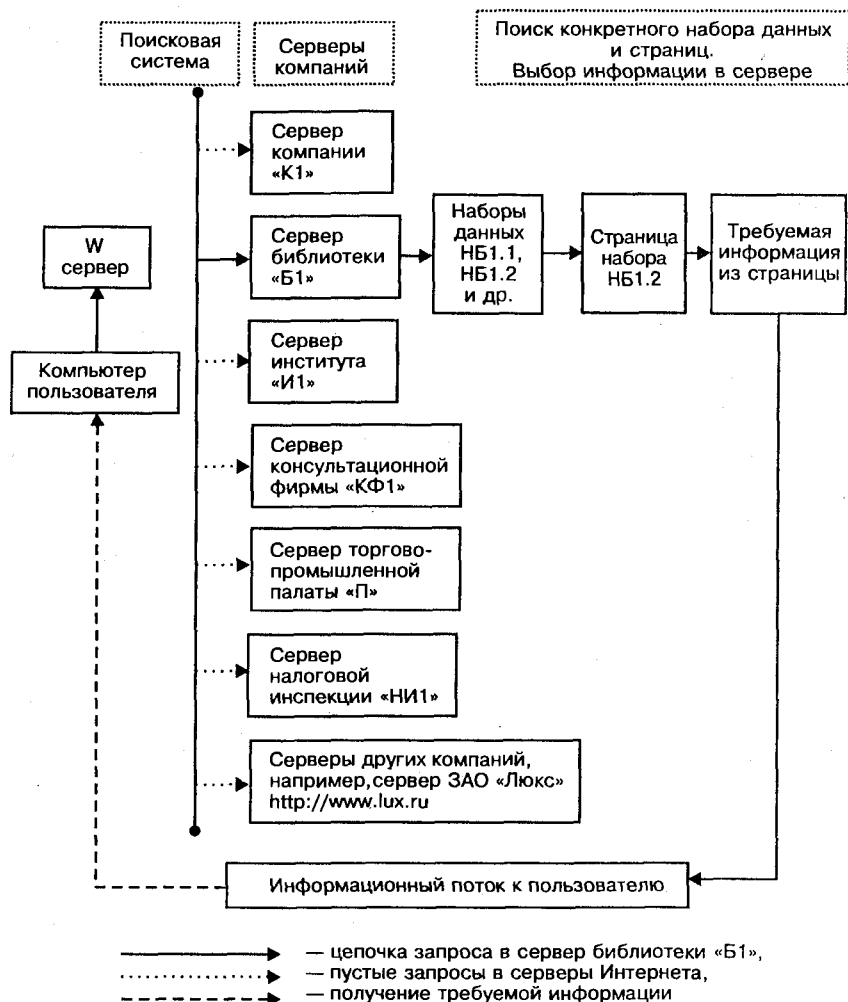 Поисковая
система
Серверы
компаний
Поиск конкретного набора данных
и страниц.
Выбор информации в сервере
Сервер
компании
«К1»
W
сервер
Сервер
библиотеки
«Б1»
Наборы
данных
НБ1.1,
НБ1.2
и др.
Страница
набора
НБ1.2
Требуемая
информация
из страницы
Компьютер
пользователя
Сервер
института
«И1»
Сервер
консультационной
фирмы «КФ1»
Сервер торгово-
промышленной
палаты «П»
Сервер
налоговой
инспекции «НИ1»
Серверы других компаний,
например,сервер ЗАО «Люкс»
http://www.lux.ru
Информационный поток к пользователю
— цепочка запроса в сервер библиотеки «Б1»,
— пустые запросы в серверы Интернета,
— получение требуемой информации